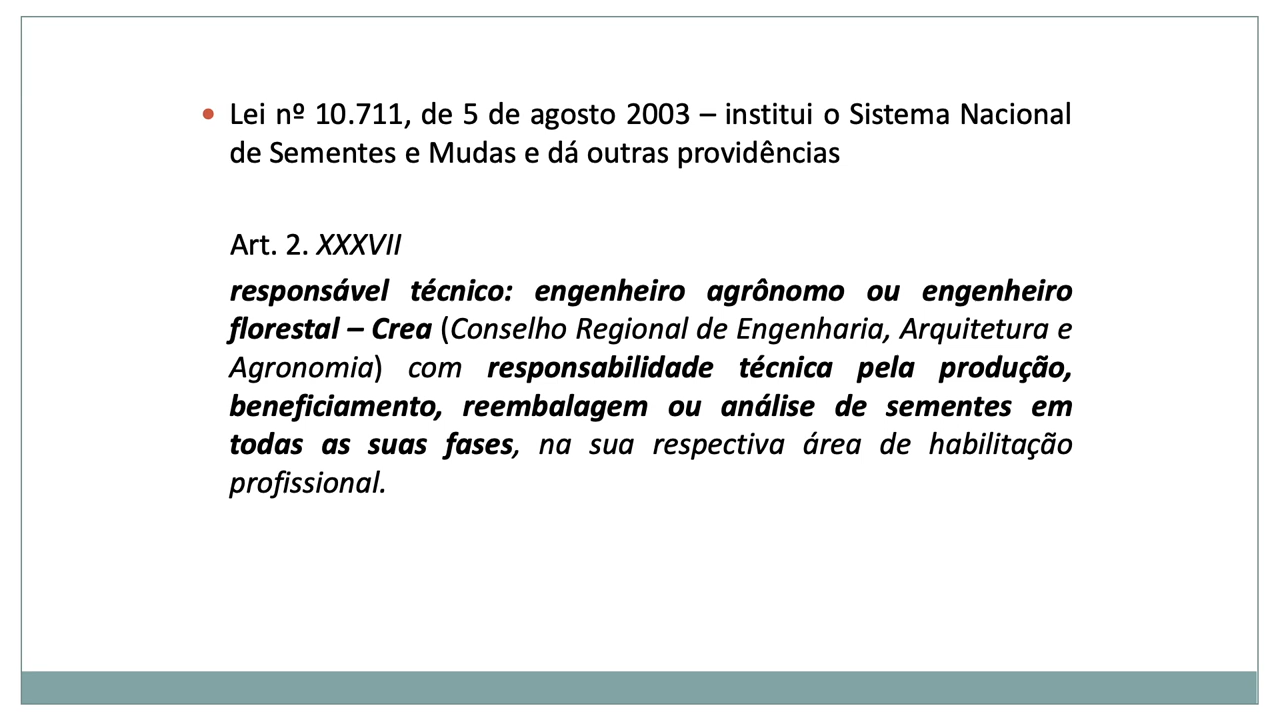 • Lei nº 10.711, de 5 de agosto 2003 – institui o Sistema Nacional
de Sementes e Mudas e dá outras providências
Art. 2. XXXVII
responsável técnico: engenheiro agrônomo ou engenheiro
florestal – Crea (Conselho Regional de Engenharia, Arquitetura e
Agronomia) com responsabilidade técnica pela produção,
beneficiamento, reembalagem ou análise de sementes em
todas as suas fases, na sua respectiva área de habilitação
profissional.